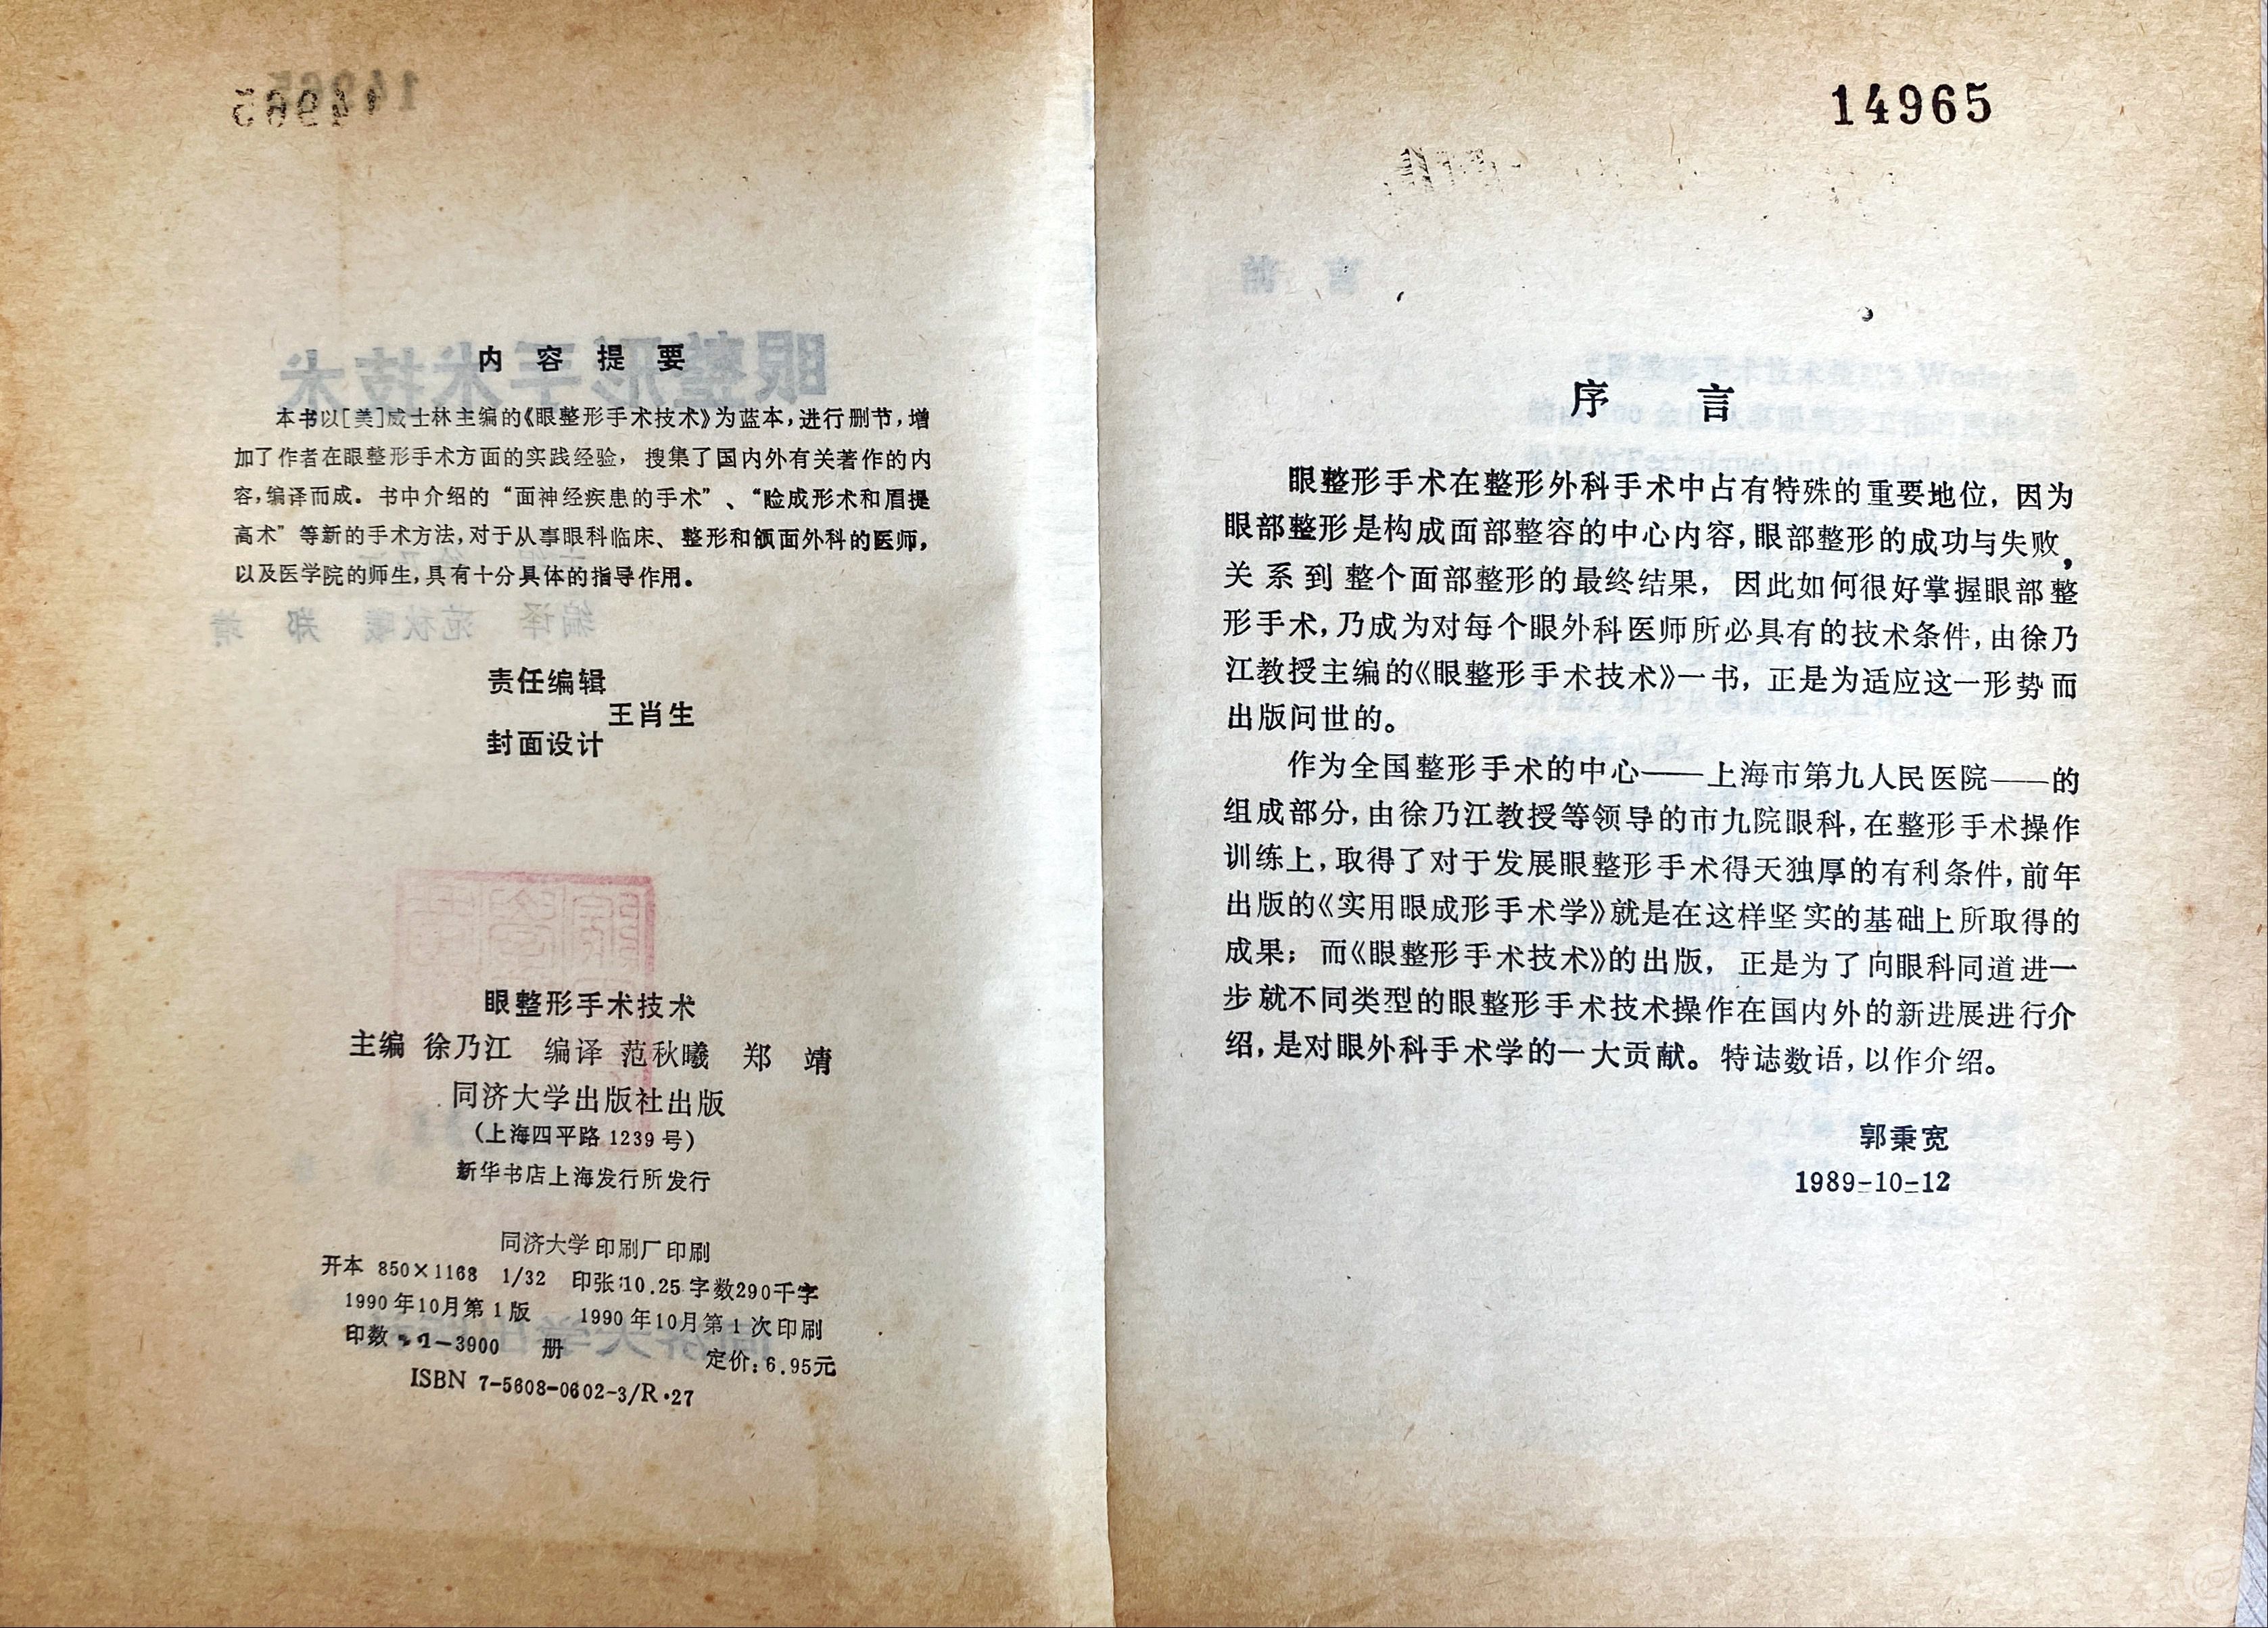 内容提要
本书以[美]威士林主编的《眼整形手术技术》为蓝本，进行删节，增
加了作者在眼整形手术方面的实践经验，搜集了国内外有关著作的内
容，编译而成。书中介绍的“面神经疾患的手术”、“睑成形术和眉提
高术”等新的手术方法，对于从事眼科临床、整形和颌面外科的医师，
以及医学院的师生，具有十分具体的指导作用。
责任编辑
王肖生
封面设计
眼整形手术技术
主编 徐乃江 编译 范秋曦 郑 靖
同济大学出版社出版
(上海四平路1239号)
新华书店上海发行所发行
同济大学印刷厂印刷
开本 850×1168 1/32 印张:10.25 字数290千字
1990年10月第1版 1990年10月第1次印刷
印数 1—3900 册 定价:6.95元
ISBN 7-5608-0602-3/R·27
14965
序言
眼整形手术在整形外科手术中占有特殊的重要地位，因为
眼部整形是构成面部整容的中心内容，眼部整形的成功与失败，
关系到整个面部整形的最终结果，因此如何很好掌握眼部整
形手术，乃成为对每个眼外科医师所必具有的技术条件，由徐乃
江教授主编的《眼整形手术技术》一书，正是为适应这一形势而
出版问世的。
作为全国整形手术的中心——上海市第九人民医院——的
组成部分，由徐乃江教授等领导的市九院眼科，在整形手术操作
训练上，取得了对于发展眼整形手术得天独厚的有利条件，前年
出版的《实用眼成形手术学》就是在这样坚实的基础上所取得的
成果；而《眼整形手术技术》的出版，正是为了向眼科同道进一
步就不同类型的眼整形手术技术操作在国内外的新进展进行介
绍，是对眼外科手术学的一大贡献。特誌数语，以作介绍。
郭秉宽
1989-10-12